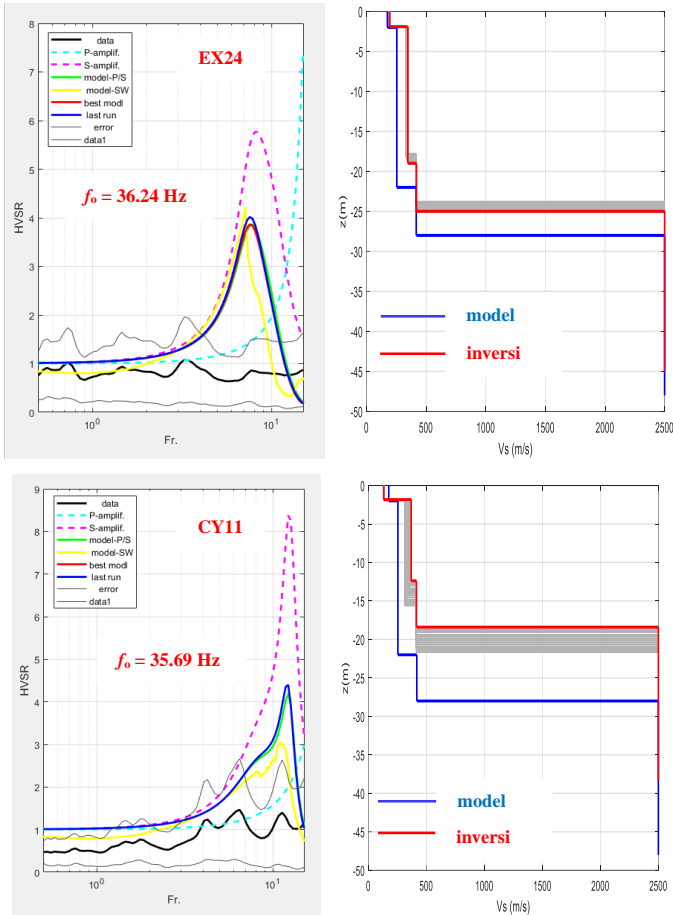 8
7
6
5
4
3
2
1
0
HVSR
data
P-amplif.
S-amplif.
model-P/S
model-SW
best modl
last run
error
data1
EX24
fo = 36.24 Hz
10^0
10^1
Fr.
0
-5
-10
-15
-20
-25
-30
-35
-40
-45
-50
z(m)
model
inversi
0
500
1000
1500
2000
2500
Vs (m/s)
9
8
7
6
5
4
3
2
1
0
HVSR
data
P-amplif.
S-amplif.
model-P/S
model-SW
best modl
last run
error
data1
CY11
fo = 35.69 Hz
10^0
10^1
Fr.
0
-5
-10
-15
-20
-25
-30
-35
-40
-45
-50
z(m)
model
inversi
0
500
1000
1500
2000
2500
Vs (m/s)